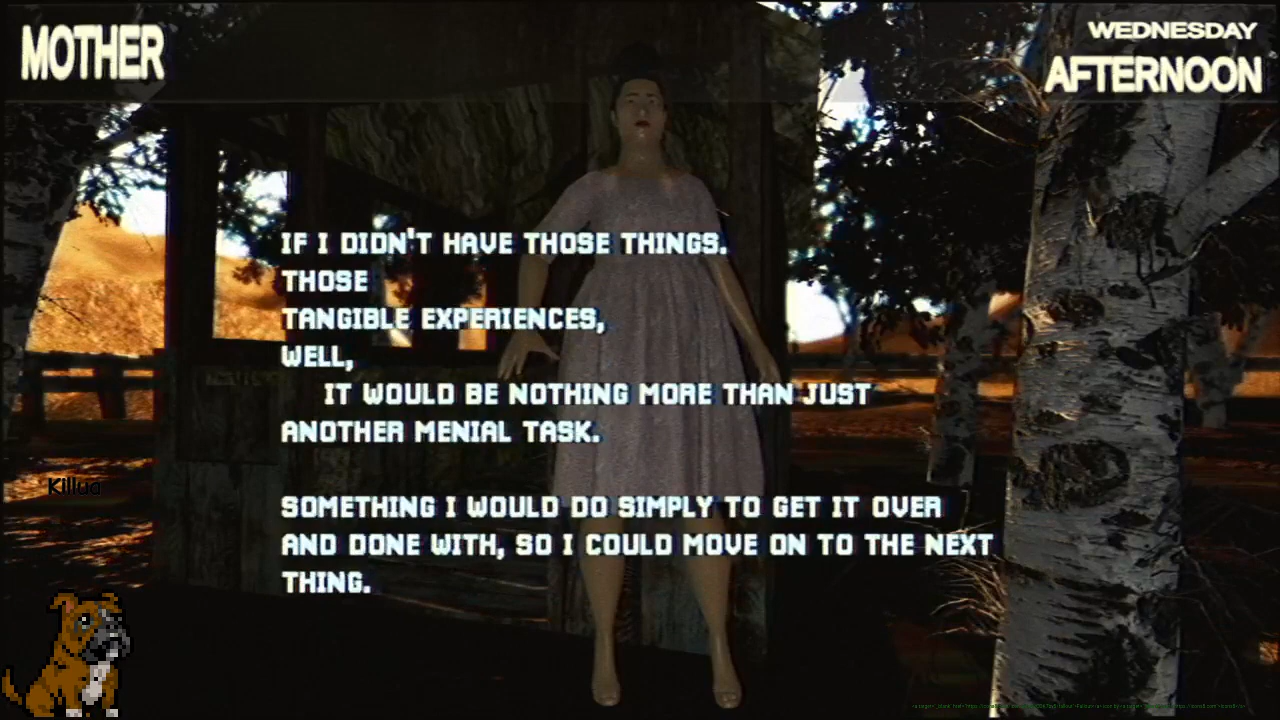 MOTHER
WEDNESDAY
AFTERNOON
IF I DIDN'T HAVE THOSE THINGS.
THOSE
TANGIBLE EXPERIENCES,
WELL,
IT WOULD BE NOTHING MORE THAN JUST
ANOTHER MENIAL TASK.
SOMETHING I WOULD DO SIMPLY TO GET IT OVER
AND DONE WITH, SO I COULD MOVE ON TO THE NEXT
THING.
Killua